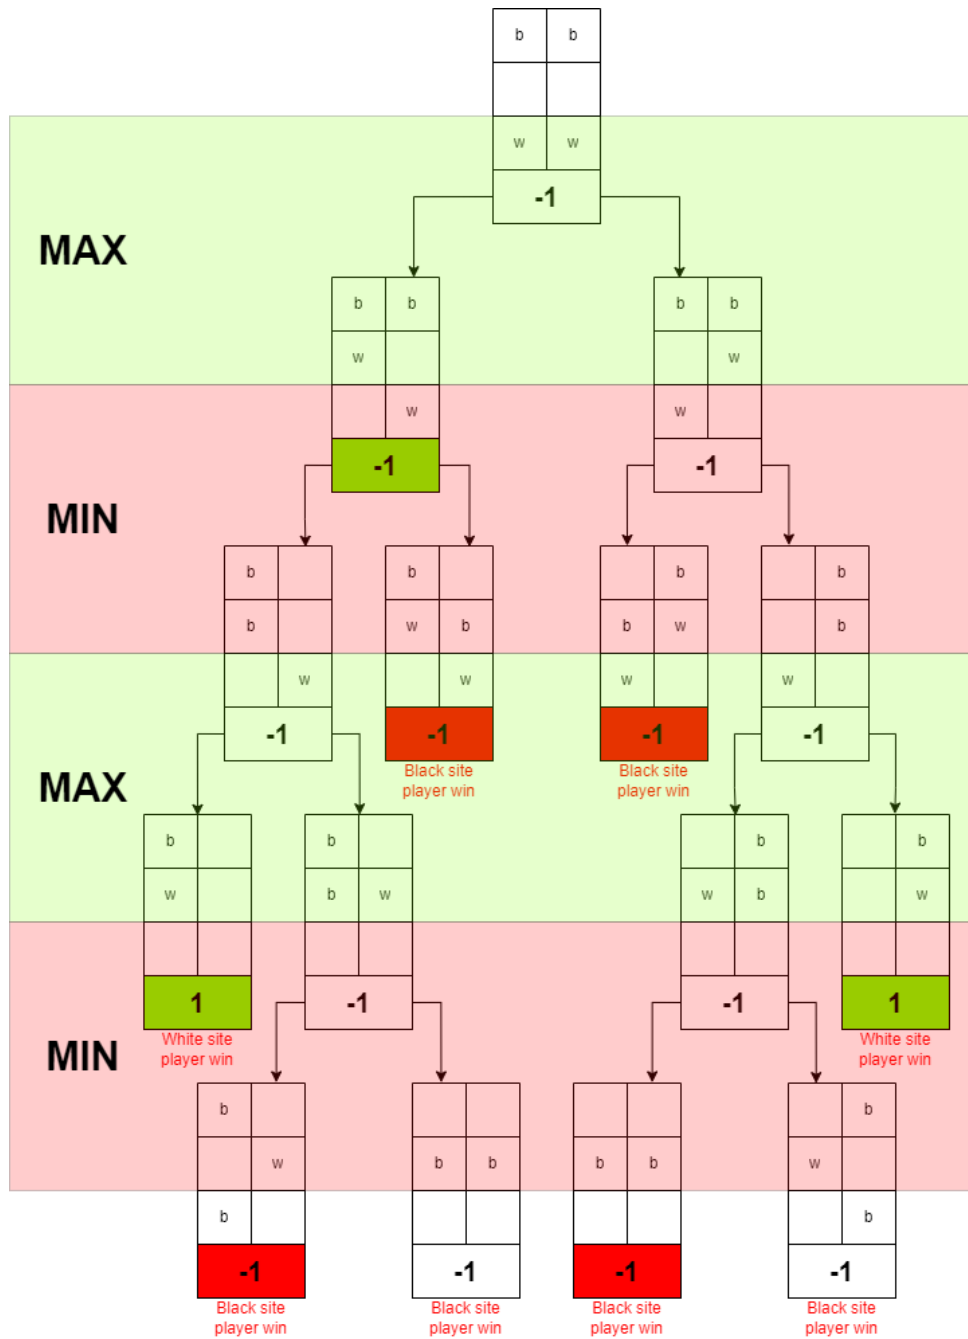 b b
w w
-1
MAX
b b b b
w w
w w
-1 -1
MIN
b b b b
b w b b w b
w w w w
-1 -1 -1 -1
Black site Black site
player win player win
MAX
b b b b
w b w w b w
1 -1 -1 1
White site White site
player win player win
MIN
b b
w b b b b w
b b
-1 -1 -1 -1
Black site Black site Black site Black site
player win player win player win player win